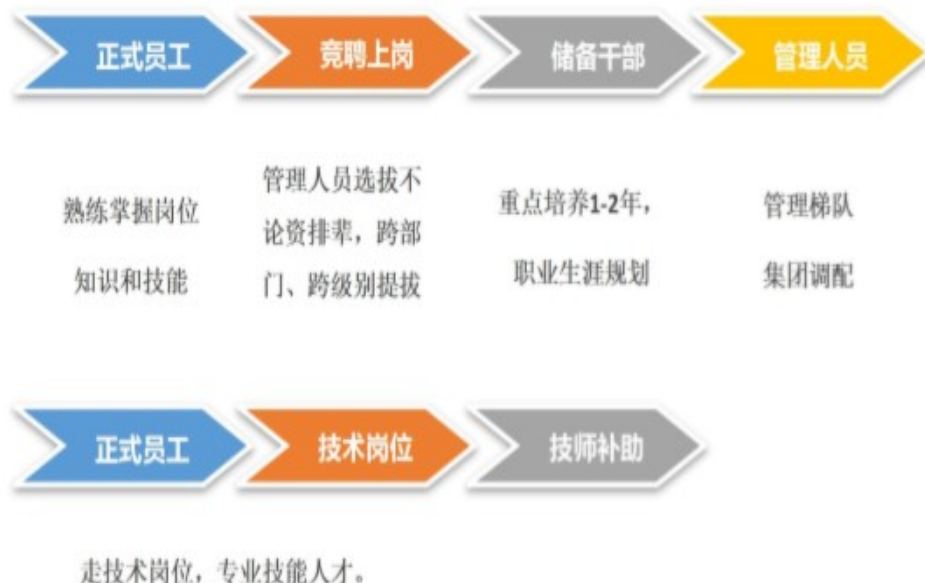 正式员工
竞聘上岗
储备干部
管理人员
熟练掌握岗位
知识和技能
管理人员选拔不
论资排辈，跨部
门、跨级别提拔
重点培养1-2年，
职业生涯规划
管理梯队
集团调配
正式员工
技术岗位
技师补助
走技术岗位，专业技能人才。